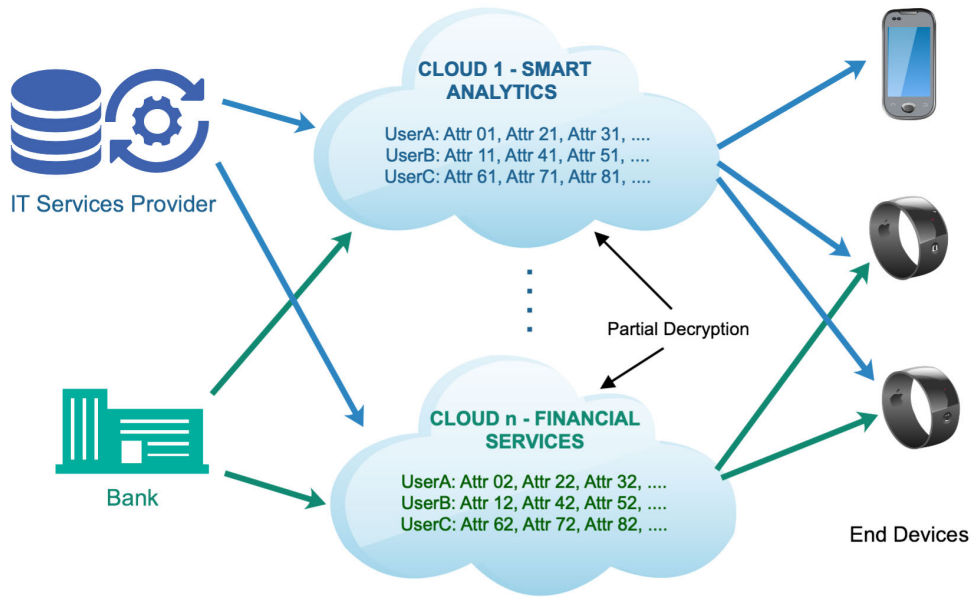 CLOUD 1 - SMART
ANALYTICS
UserA: Attr 01, Attr 21, Attr 31, ....
UserB: Attr 11, Attr 41, Attr 51, ....
UserC: Attr 61, Attr 71, Attr 81, ....
IT Services Provider
Partial Decryption
CLOUD n - FINANCIAL
SERVICES
UserA: Attr 02, Attr 22, Attr 32, ....
UserB: Attr 12, Attr 42, Attr 52, ....
UserC: Attr 62, Attr 72, Attr 82, ....
Bank
End Devices